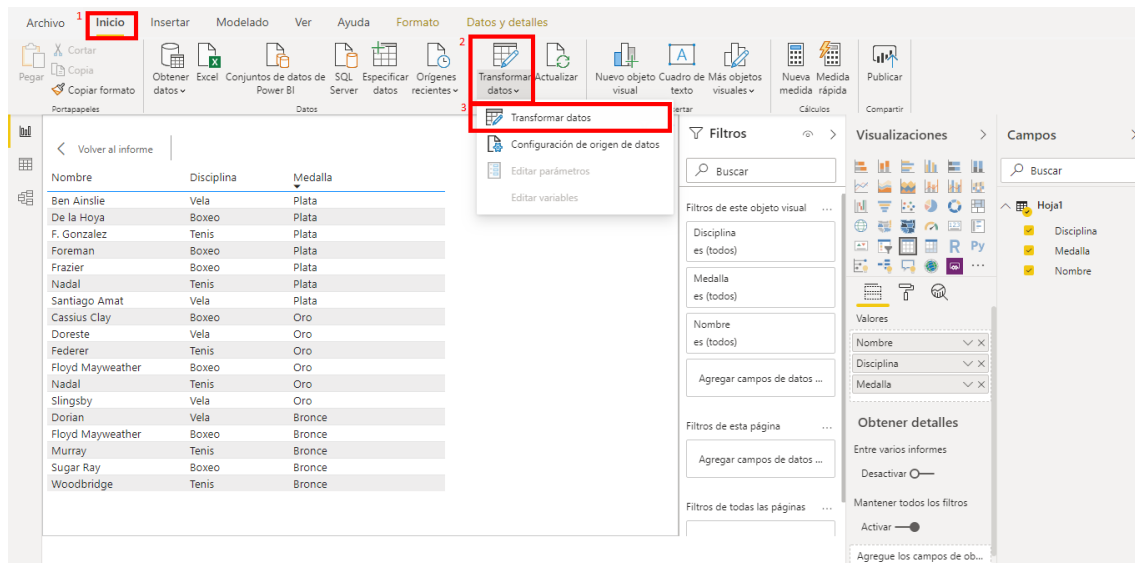 Archivo 1 Inicio Insertar Modelado Ver Ayuda Formato Datos y detalles
Pegar
Cortar
Copia
Copiar formato
Portapapeles
Obtener datos
Excel
Conjuntos de datos de Power BI
SQL Server
Especificar datos
Orígenes recientes
Datos
2
Transformar datos
Actualizar
Nuevo objeto visual
Cuadro de texto
Más objetos visuales
ertar
Nueva medida
Medida rápida
Cálculos
Publicar
Compartir
3
Transformar datos
Configuración de origen de datos
Editar parámetros
Editar variables
Volver al informe
Nombre Disciplina Medalla
Ben Ainslie Vela Plata
De la Hoya Boxeo Plata
F. Gonzalez Tenis Plata
Foreman Boxeo Plata
Frazier Boxeo Plata
Nadal Tenis Plata
Santiago Amat Vela Plata
Cassius Clay Boxeo Oro
Doreste Vela Oro
Federer Tenis Oro
Floyd Mayweather Boxeo Oro
Nadal Tenis Oro
Slingsby Vela Oro
Dorian Vela Bronce
Floyd Mayweather Boxeo Bronce
Murray Tenis Bronce
Sugar Ray Boxeo Bronce
Woodbridge Tenis Bronce
Filtros
Buscar
Filtros de este objeto visual ...
Disciplina
es (todos)
Medalla
es (todos)
Nombre
es (todos)
Agregar campos de datos ...
Filtros de esta página ...
Agregar campos de datos ...
Filtros de todas las páginas ...
Visualizaciones
R Py
...
Valores
Nombre
Disciplina
Medalla
Obtener detalles
Entre varios informes
Desactivar
Mantener todos los filtros
Activar
Agregue los campos de ob...
Campos
Buscar
Hoja1
Disciplina
Medalla
Nombre